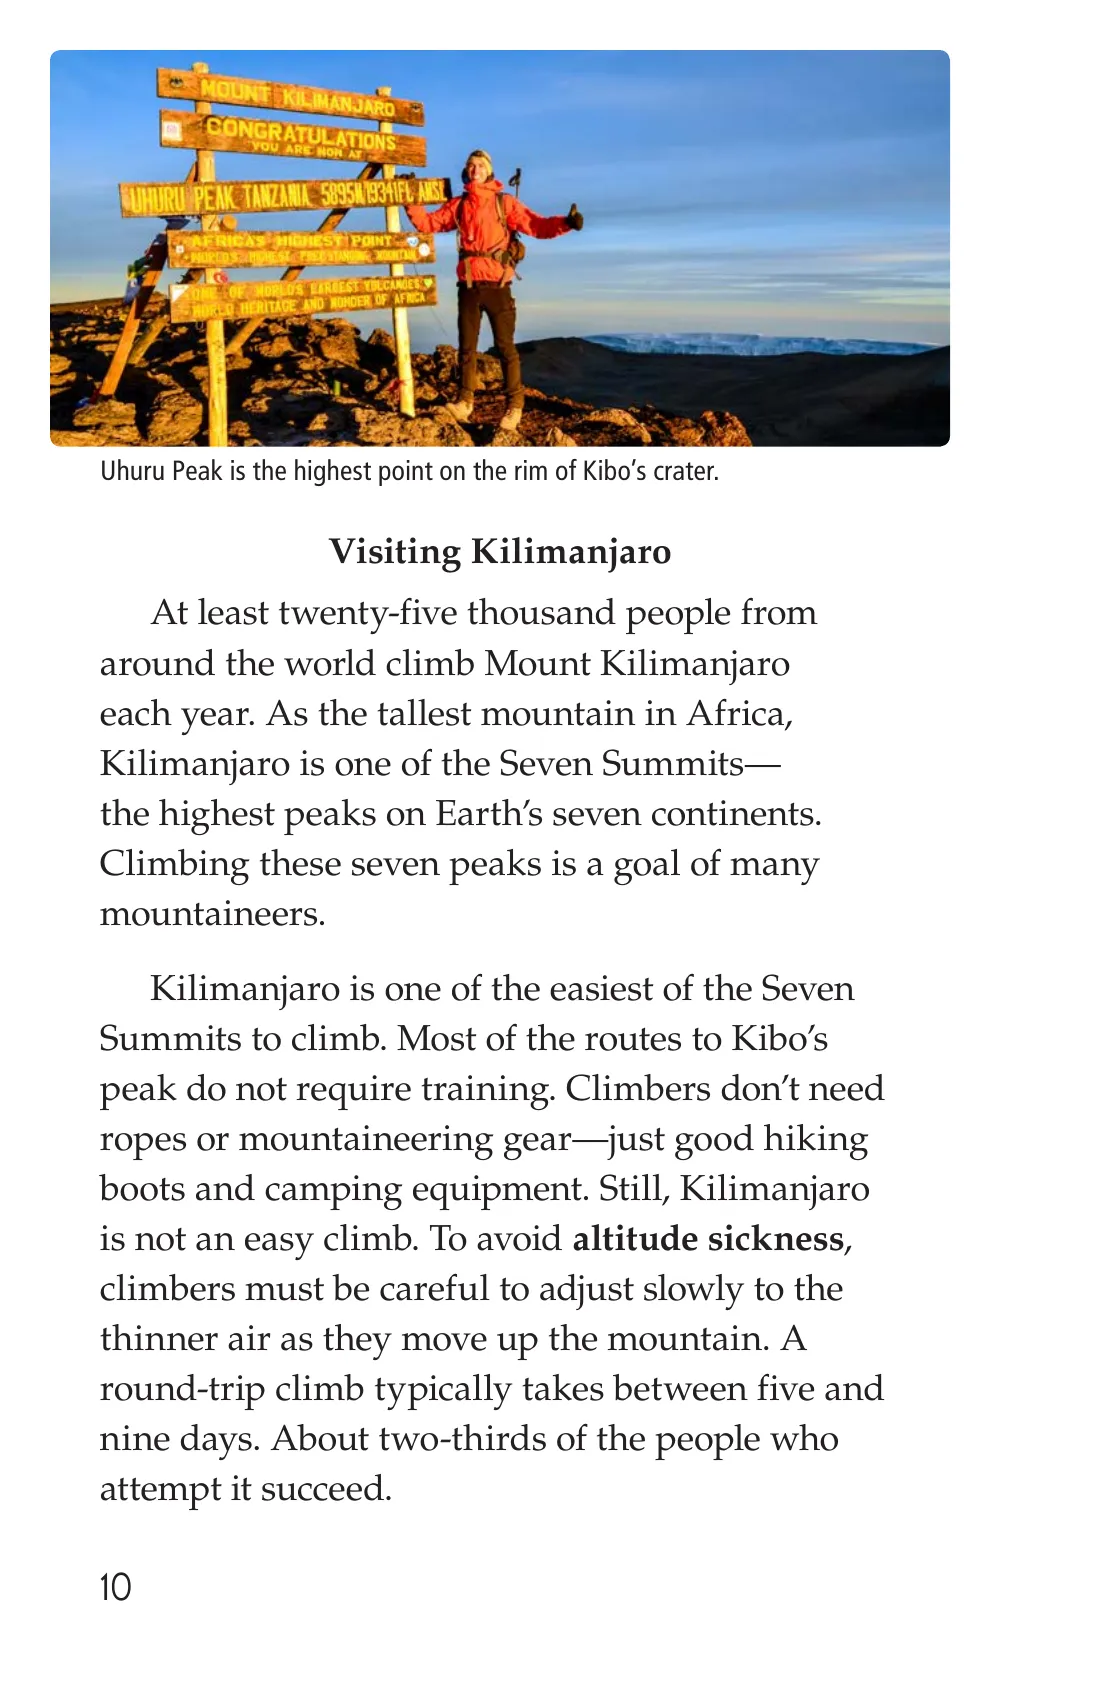 MOUNT KILIMANJARO
CONGRATULATIONS
YOU ARE NOW AT
UHURU PEAK TANZANIA 5895M 19341FT AMSL
AFRICA'S HIGHEST POINT
WORLD'S HIGHEST FREE STANDING MOUNTAIN
ONE OF WORLD'S LARGEST VOLCANOES
WORLD HERITAGE AND WONDER OF AFRICA
Uhuru Peak is the highest point on the rim of Kibo’s crater.
Visiting Kilimanjaro
At least twenty-five thousand people from
around the world climb Mount Kilimanjaro
each year. As the tallest mountain in Africa,
Kilimanjaro is one of the Seven Summits—
the highest peaks on Earth’s seven continents.
Climbing these seven peaks is a goal of many
mountaineers.
Kilimanjaro is one of the easiest of the Seven
Summits to climb. Most of the routes to Kibo’s
peak do not require training. Climbers don’t need
ropes or mountaineering gear—just good hiking
boots and camping equipment. Still, Kilimanjaro
is not an easy climb. To avoid altitude sickness,
climbers must be careful to adjust slowly to the
thinner air as they move up the mountain. A
round-trip climb typically takes between five and
nine days. About two-thirds of the people who
attempt it succeed.
10